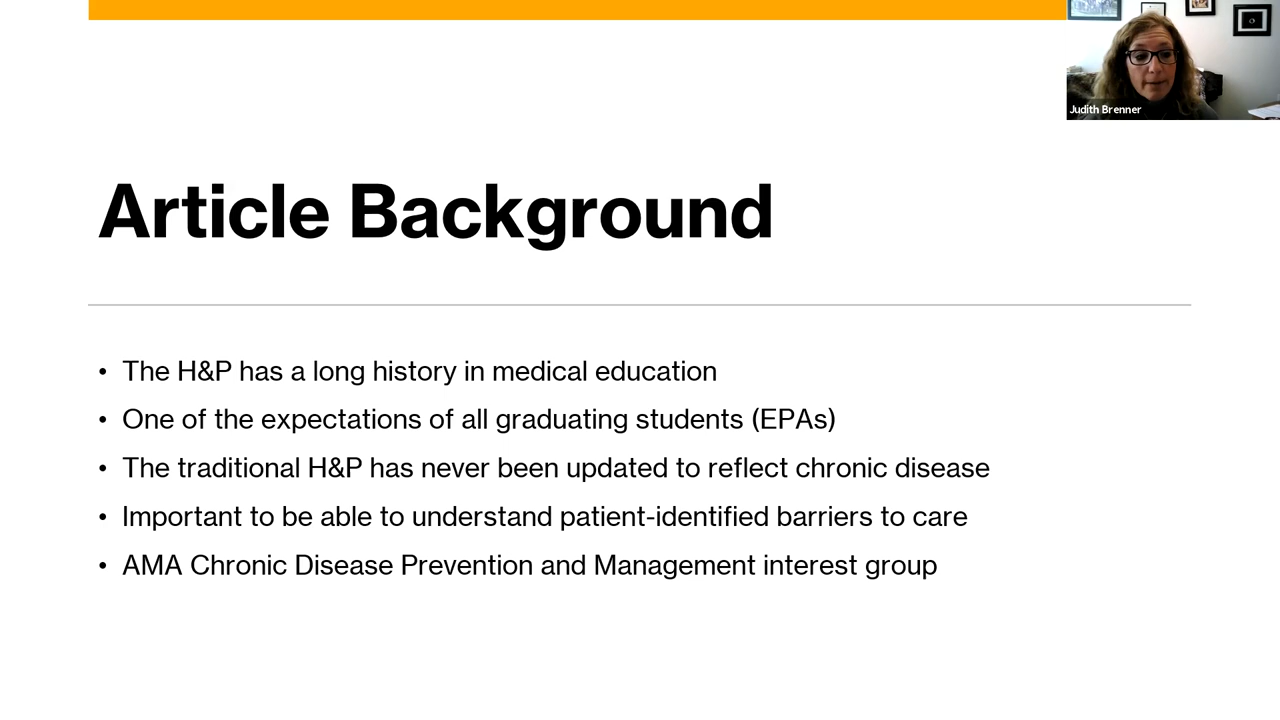 Judith Brenner
Article Background
• The H&P has a long history in medical education
• One of the expectations of all graduating students (EPAs)
• The traditional H&P has never been updated to reflect chronic disease
• Important to be able to understand patient-identified barriers to care
• AMA Chronic Disease Prevention and Management interest group